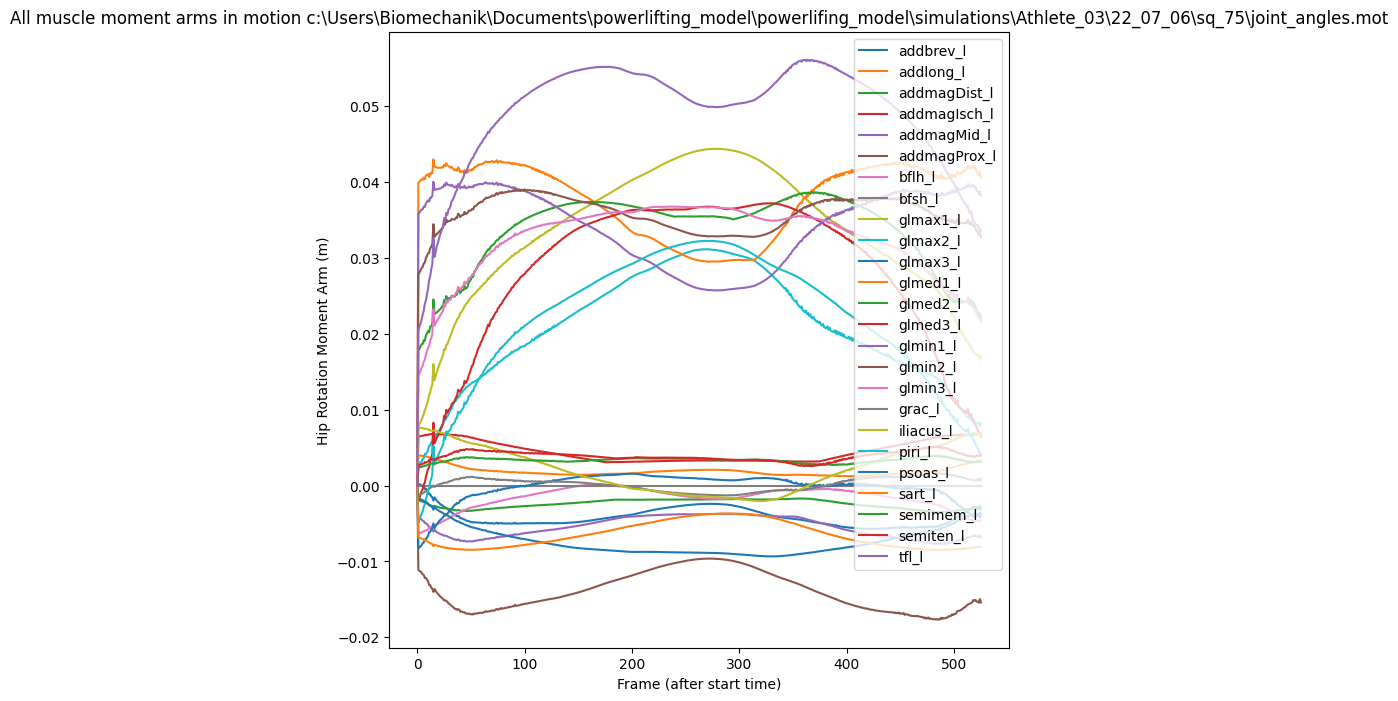 All muscle moment arms in motion c:\Users\Biomechanik\Documents\powerlifting_model\powerlifing_model\simulations\Athlete_03\22_07_06\sq_75\joint_angles.mot
addbrev_l
addlong_l
addmagDist_l
addmagIsch_l
addmagMid_l
addmagProx_l
bflh_l
bfsh_l
glmax1_l
glmax2_l
glmax3_l
glmed1_l
glmed2_l
glmed3_l
glmin1_l
glmin2_l
glmin3_l
grac_l
iliacus_l
piri_l
psoas_l
sart_l
semimem_l
semiten_l
tfl_l
Hip Rotation Moment Arm (m)
0.05
0.04
0.03
0.02
0.01
0.00
−0.01
−0.02
0 100 200 300 400 500
Frame (after start time)